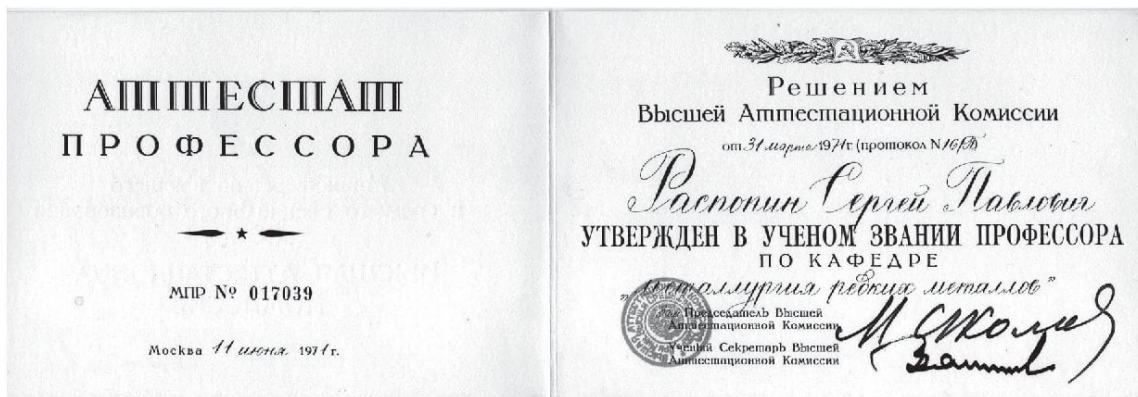 АТТЕСТАТ
ПРОФЕССОРА
МПР № 017039
Москва 11 июня 1971 г.
Решением
Высшей Аттестационной Комиссии
от 31 марта 1971 г. (протокол N 16/
Распопин Сергей Павлович
УТВЕРЖДЕН В УЧЕНОМ ЗВАНИИ ПРОФЕССОРА
ПО КАФЕДРЕ
„металлургия редких металлов"
Председатель Высшей
Аттестационной Комиссии
Ученый Секретарь Высшей
Аттестационной Комиссии